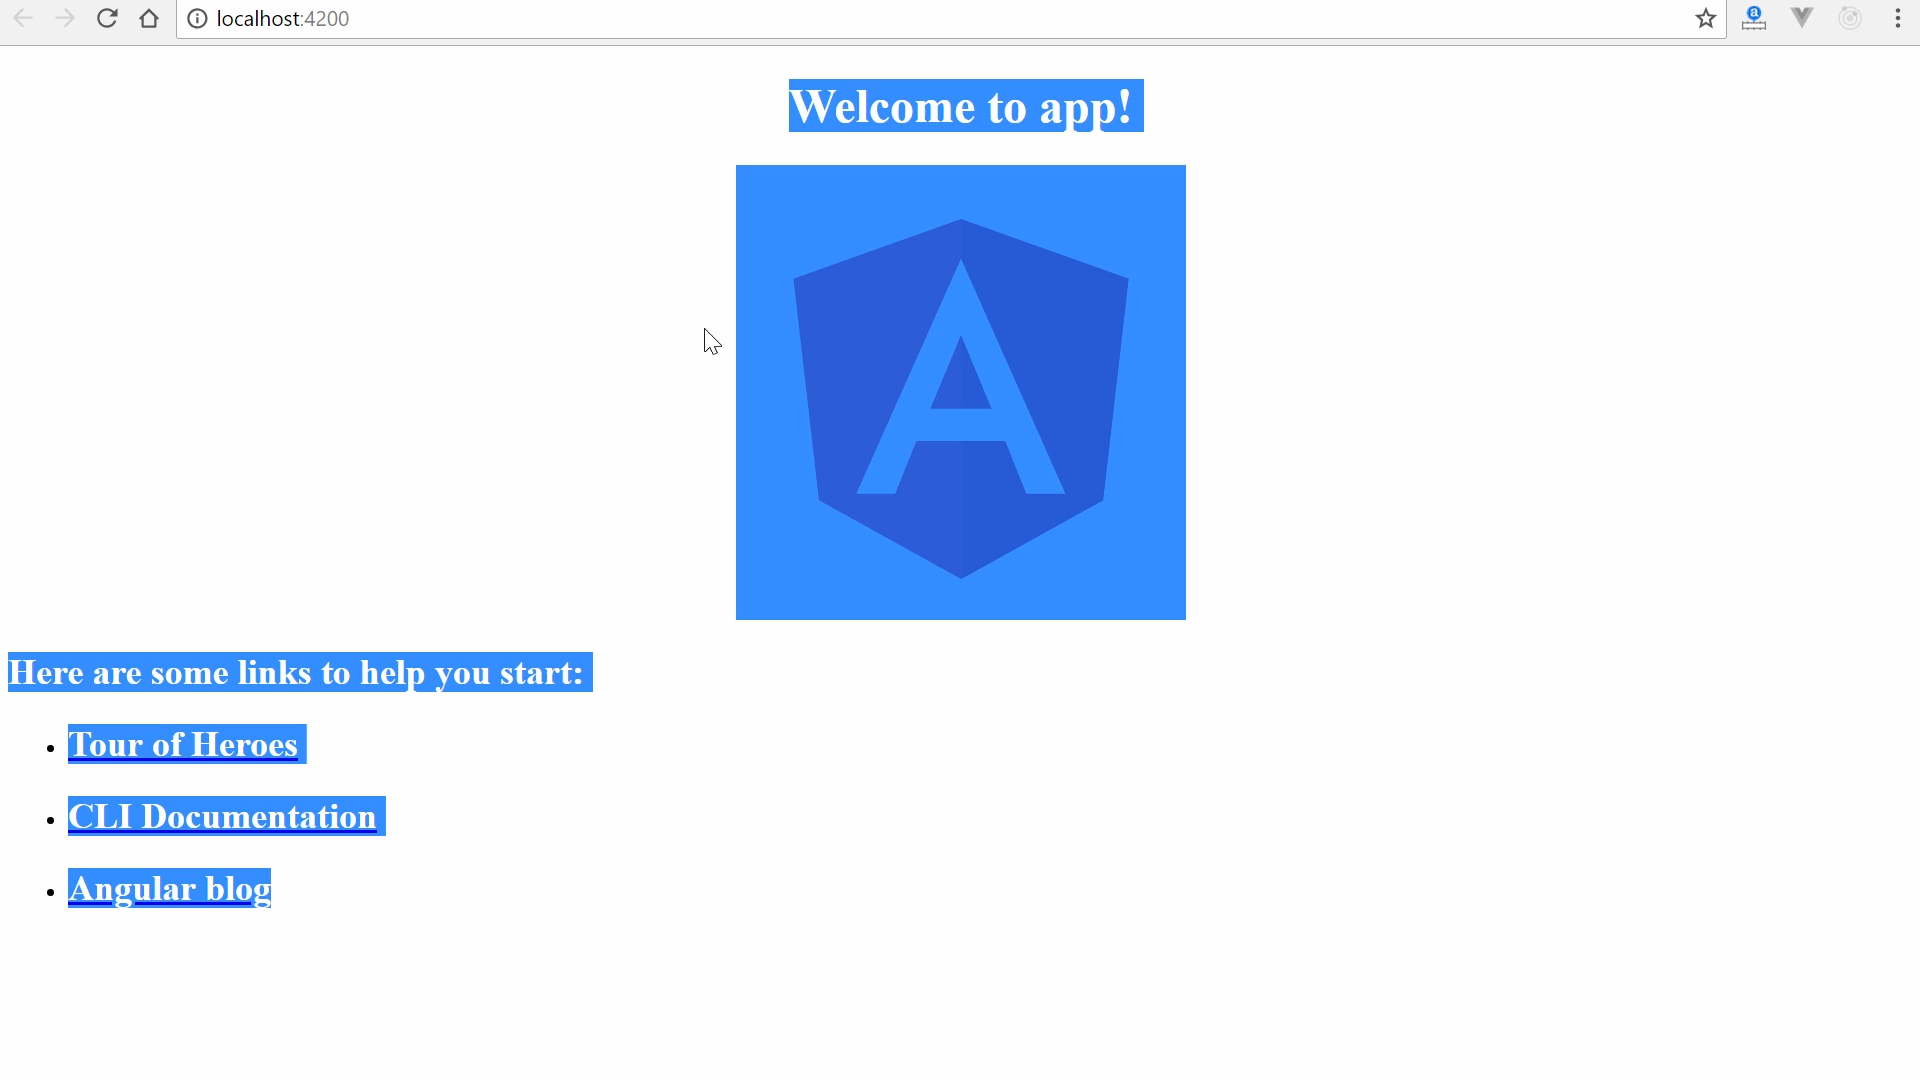 localhost:4200
a
Welcome to app!
A
Here are some links to help you start:
Tour of Heroes
CLI Documentation
Angular blog